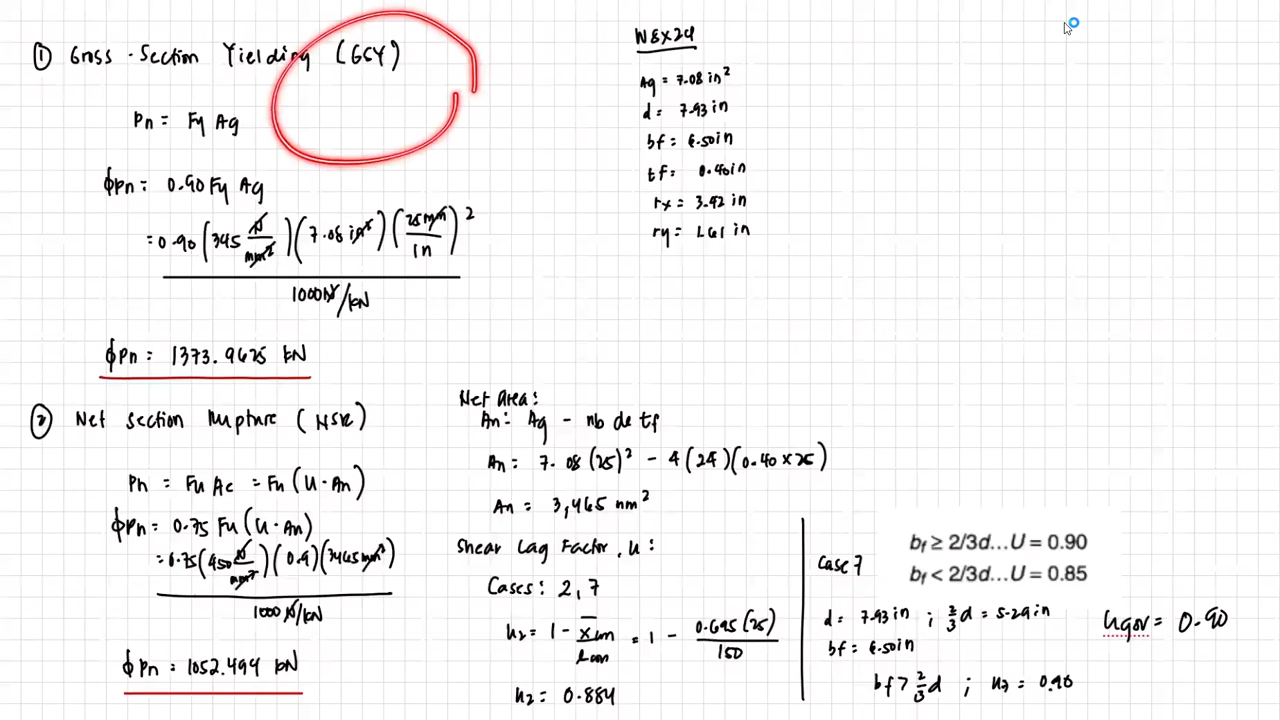 ① Gross-Section Yielding (GSY)
Pn = Fy Ag
ϕPn = 0.90 Fy Ag
= 0.90 (345 N/mm²)(7.08 in²)(25mm/in)²
1000N/kN
ϕPn = 1373.9625 kN
② Net Section Rupture (NSR)
Pn = Fu Ae = Fu (U·An)
ϕPn = 0.75 Fu (U·An)
= 0.75 (450 N/mm²)(0.9)(3465mm²)
1000 N/kN
ϕPn = 1052.494 kN
W8x24
Ag = 7.08 in²
d = 7.93 in
bf = 6.50 in
tf = 0.40 in
rx = 3.42 in
ry = 1.61 in
Net area:
An: Ag - nb de tf
An = 7.08 (25)² - 4 (24)(0.40 x 25)
An = 3,465 mm²
Shear Lag Factor, U:
Cases: 2, 7
U2 = 1 - x̄con/Lcon = 1 - 0.695 (25)/150
U2 = 0.884
Case 7
bf ≥ 2/3d...U = 0.90
bf < 2/3d...U = 0.85
d = 7.93 in ; 2/3 d = 5.29 in
bf = 6.50in
bf > 2/3 d ; U7 = 0.90
Ugov = 0.90